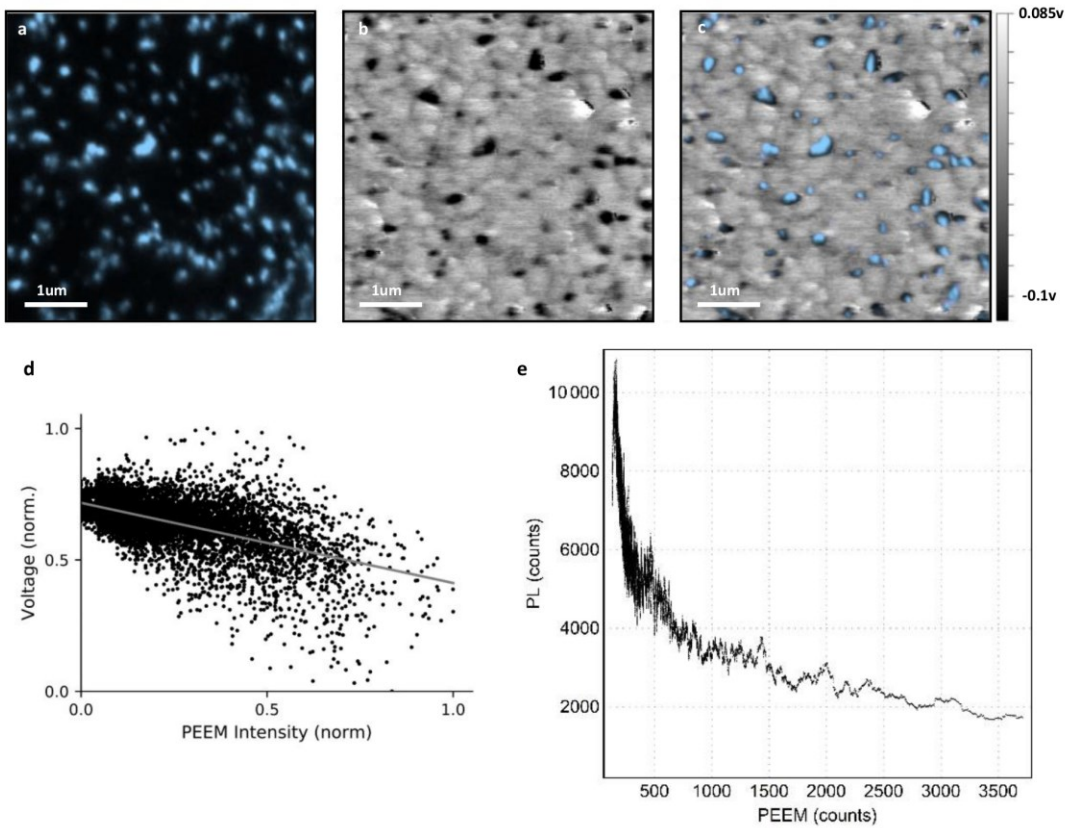 a
1um
b
1um
c
1um
0.085v
-0.1v
d
1.0
0.5
0.0
Voltage (norm.)
0.0 0.5 1.0
PEEM Intensity (norm)
e
10 000
8000
6000
4000
2000
PL (counts)
500 1000 1500 2000 2500 3000 3500
PEEM (counts)